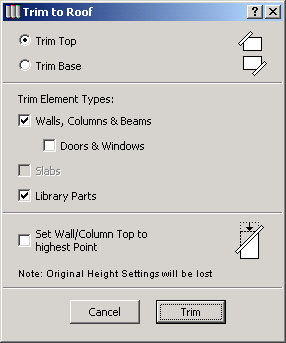 Trim to Roof
Trim Top
Trim Base
Trim Element Types:
Walls, Columns & Beams
Doors & Windows
Slabs
Library Parts
Set Wall/Column Top to
highest Point
Note: Original Height Settings will be lost
Cancel
Trim